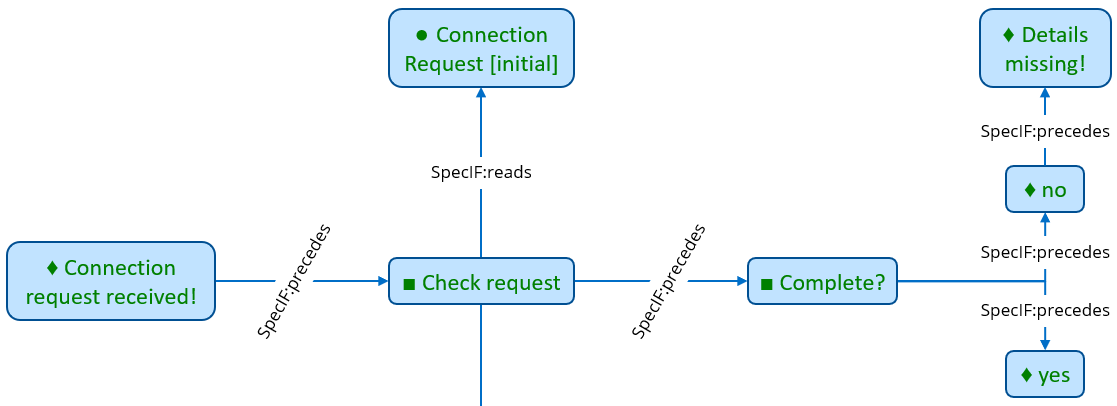 ● Connection
Request [initial]
♦ Details
missing!
SpecIF:precedes
SpecIF:reads
♦ no
♦ Connection
request received!
SpecIF:precedes
■ Check request
SpecIF:precedes
■ Complete?
SpecIF:precedes
SpecIF:precedes
♦ yes